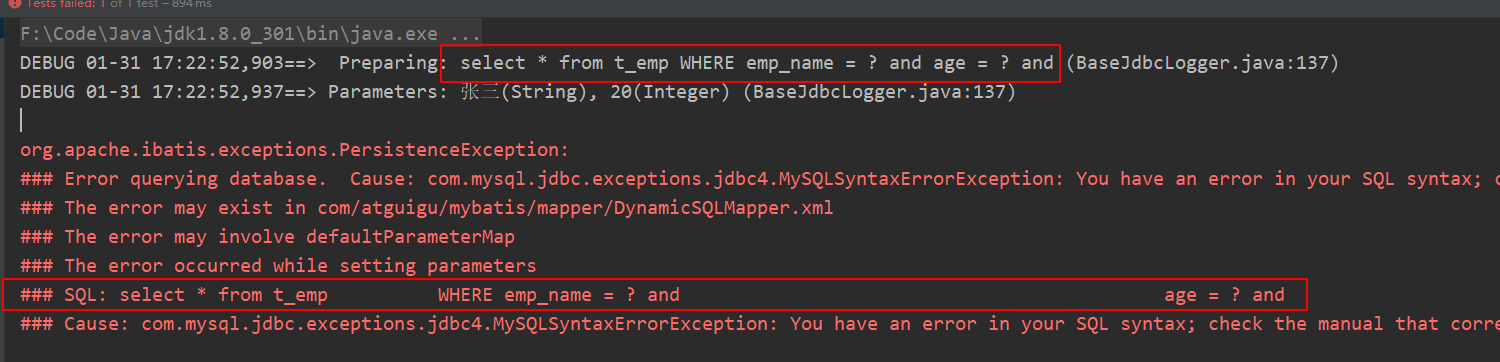 Tests failed: 1 of 1 test – 894 ms
F:\Code\Java\jdk1.8.0_301\bin\java.exe ...
DEBUG 01-31 17:22:52,903==>  Preparing: select * from t_emp WHERE emp_name = ? and age = ? and (BaseJdbcLogger.java:137)
DEBUG 01-31 17:22:52,937==> Parameters: 张三(String), 20(Integer) (BaseJdbcLogger.java:137)
org.apache.ibatis.exceptions.PersistenceException:
### Error querying database.  Cause: com.mysql.jdbc.exceptions.jdbc4.MySQLSyntaxErrorException: You have an error in your SQL syntax; c
### The error may exist in com/atguigu/mybatis/mapper/DynamicSQLMapper.xml
### The error may involve defaultParameterMap
### The error occurred while setting parameters
### SQL: select * from t_emp          WHERE emp_name = ? and                                            age = ? and
### Cause: com.mysql.jdbc.exceptions.jdbc4.MySQLSyntaxErrorException: You have an error in your SQL syntax; check the manual that corre